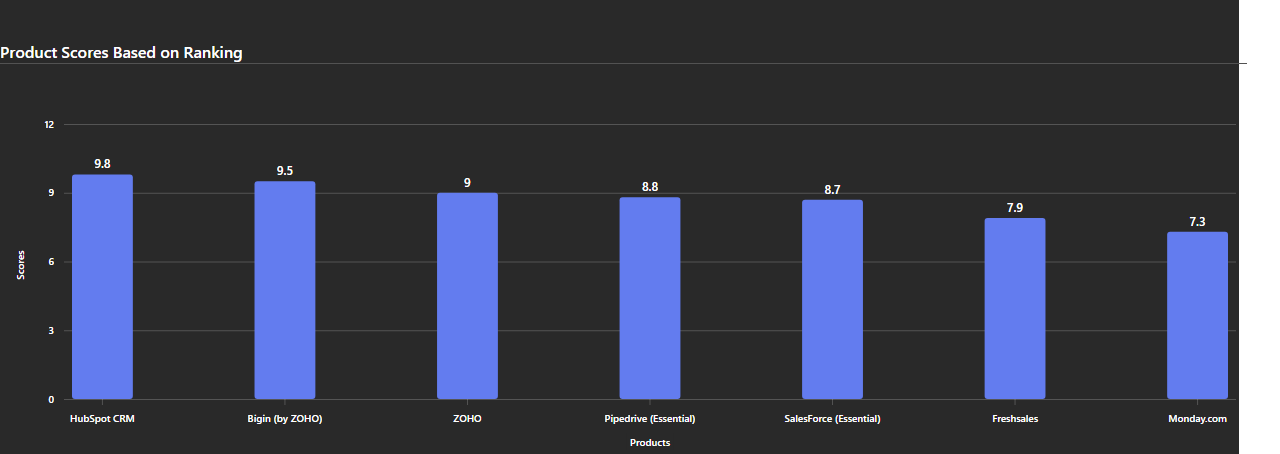 Product Scores Based on Ranking
12
9.8
9.5
9
9
8.8
8.7
7.9
7.3
Scores
6
3
0
HubSpot CRM
Bigin (by ZOHO)
ZOHO
Pipedrive (Essential)
SalesForce (Essential)
Freshsales
Monday.com
Products